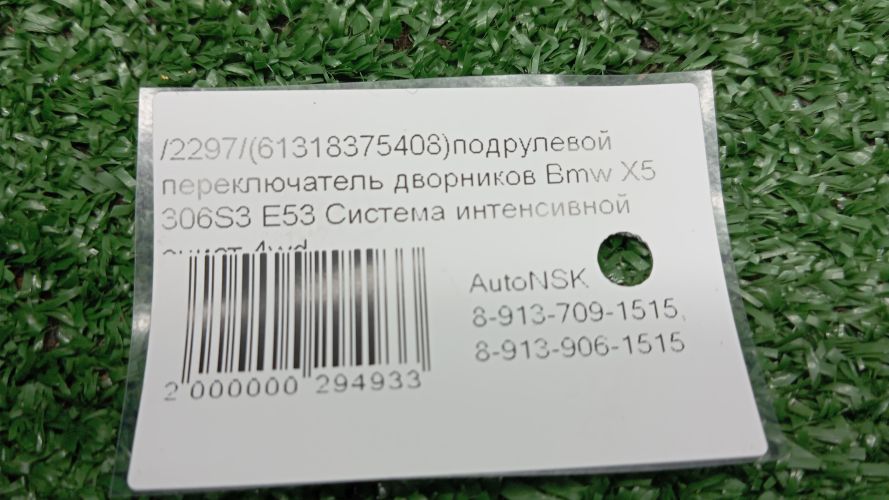 /2297/(61318375408)подрулевой
переключатель дворников Bmw X5
306S3 E53 Система интенсивной
4wd
AutoNSK
8-913-709-1515,
8-913-906-1515
2 000000 294933